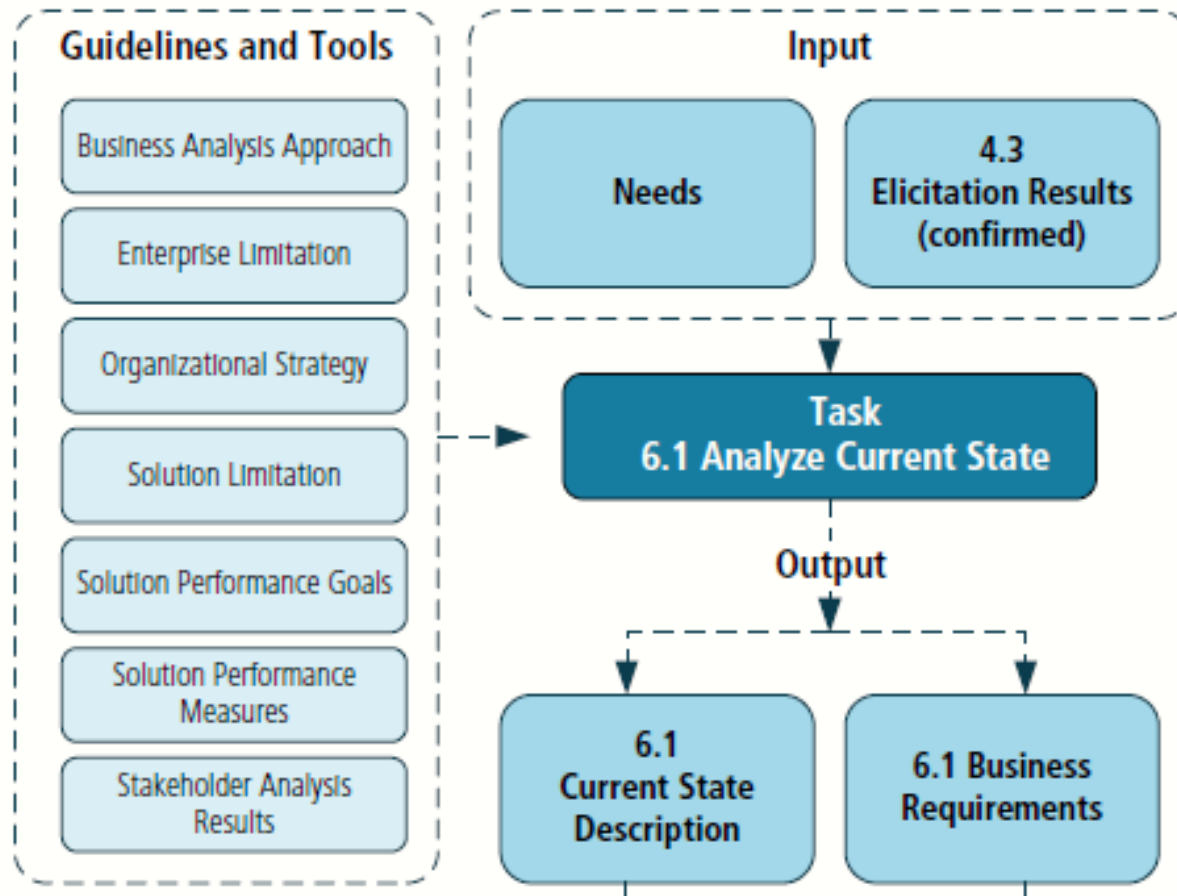 Guidelines and Tools
Business Analysis Approach
Enterprise Limitation
Organizational Strategy
Solution Limitation
Solution Performance Goals
Solution Performance
Measures
Stakeholder Analysis
Results
Input
Needs
4.3
Elicitation Results
(confirmed)
Task
6.1 Analyze Current State
Output
6.1
Current State
Description
6.1 Business
Requirements